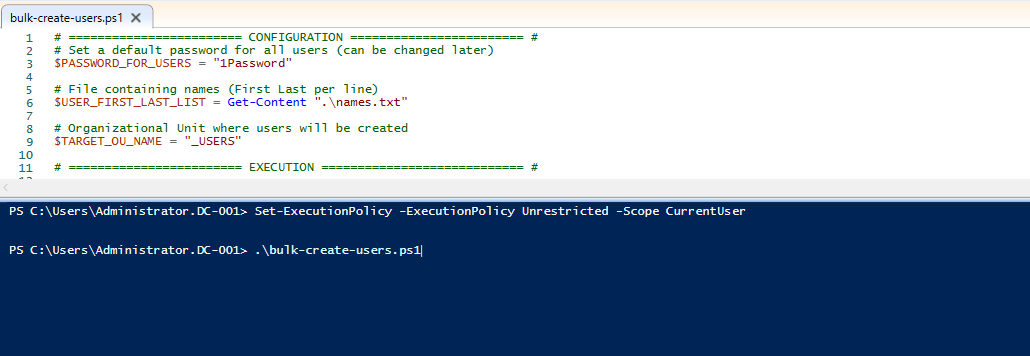 bulk-create-users.ps1
1 # ======================== CONFIGURATION ======================== #
2 # Set a default password for all users (can be changed later)
3 $PASSWORD_FOR_USERS = "1Password"
4
5 # File containing names (First Last per line)
6 $USER_FIRST_LAST_LIST = Get-Content ".\names.txt"
7
8 # Organizational Unit where users will be created
9 $TARGET_OU_NAME = "_USERS"
10
11 # ======================== EXECUTION ============================ #
PS C:\Users\Administrator.DC-001> Set-ExecutionPolicy -ExecutionPolicy Unrestricted -Scope CurrentUser
PS C:\Users\Administrator.DC-001> .\bulk-create-users.ps1